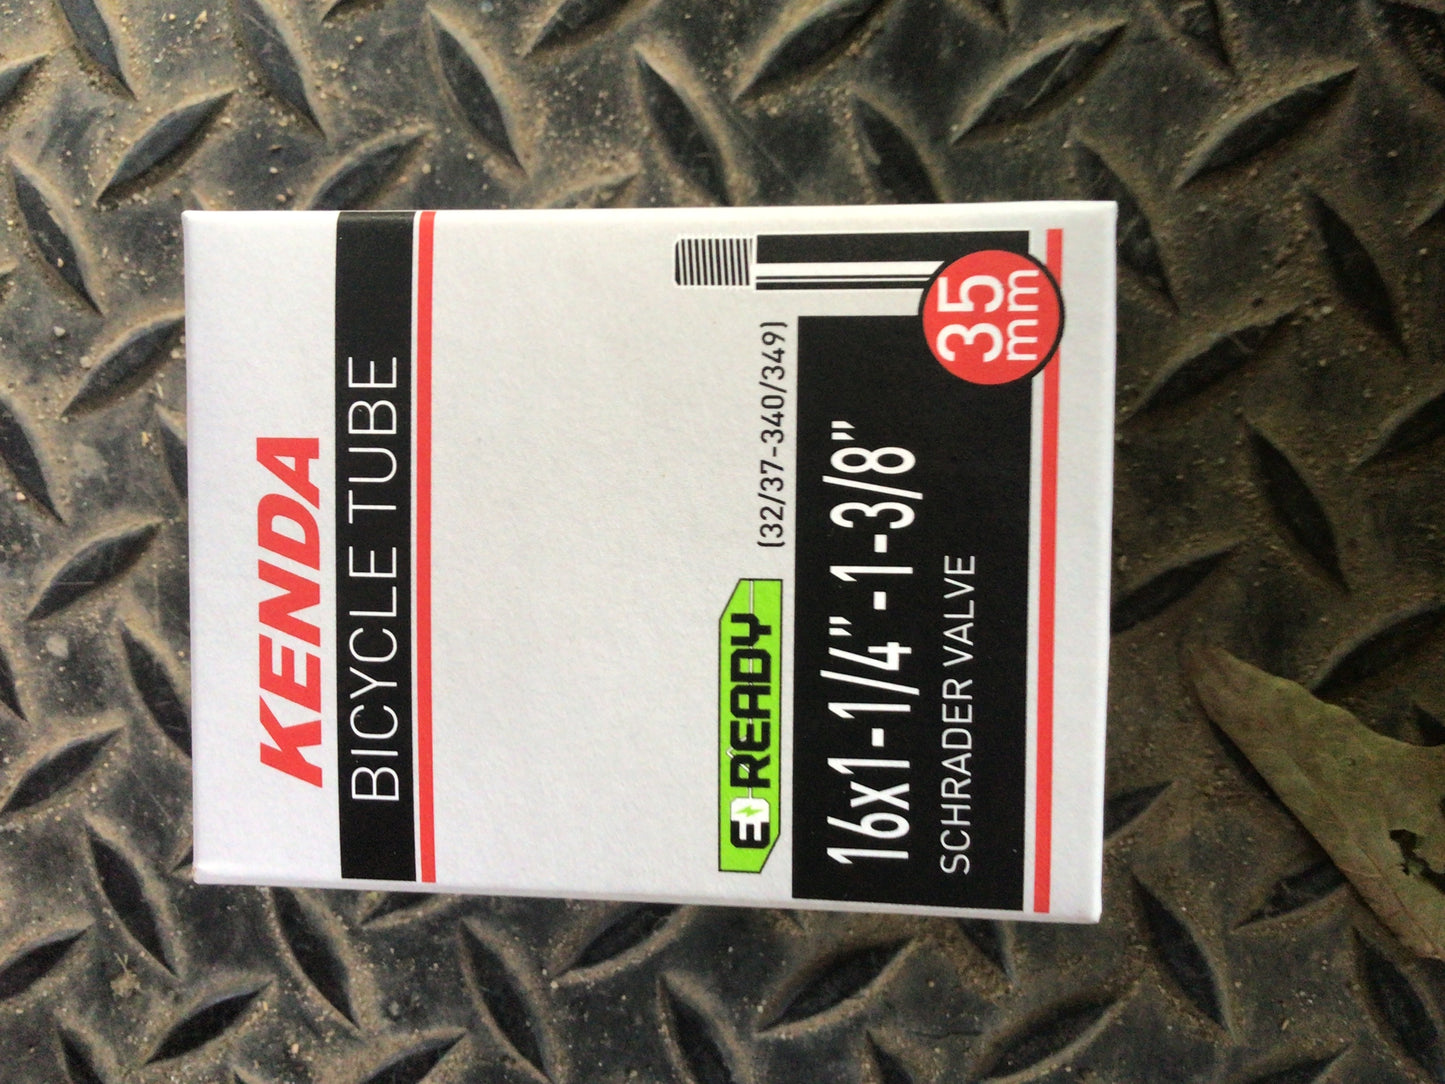 KENDA
BICYCLE TUBE
E READY
(32/37-340/349)
16x1-1/4"-1-3/8"
SCHRADER VALVE
35
mm